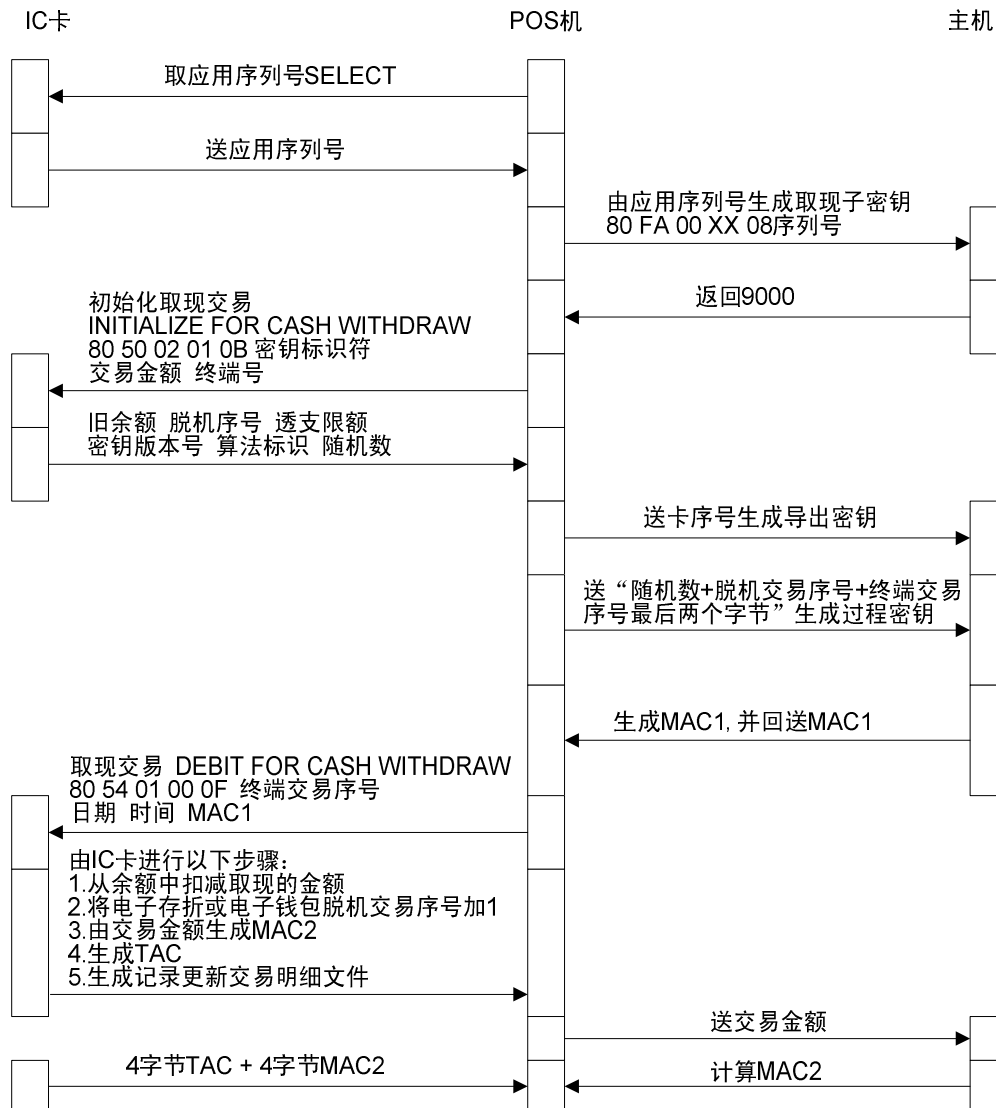 IC卡
POS机
主机
取应用序列号SELECT
送应用序列号
由应用序列号生成取现子密钥
80 FA 00 XX 08序列号
返回9000
初始化取现交易
INITIALIZE FOR CASH WITHDRAW
80 50 02 01 0B 密钥标识符
交易金额 终端号
旧余额 脱机序号 透支限额
密钥版本号 算法标识 随机数
送卡序号生成导出密钥
送“随机数+脱机交易序号+终端交易
序号最后两个字节”生成过程密钥
生成MAC1, 并回送MAC1
取现交易 DEBIT FOR CASH WITHDRAW
80 54 01 00 0F 终端交易序号
日期 时间 MAC1
由IC卡进行以下步骤：
1.从余额中扣减取现的金额
2.将电子存折或电子钱包脱机交易序号加1
3.由交易金额生成MAC2
4.生成TAC
5.生成记录更新交易明细文件
送交易金额
4字节TAC + 4字节MAC2
计算MAC2